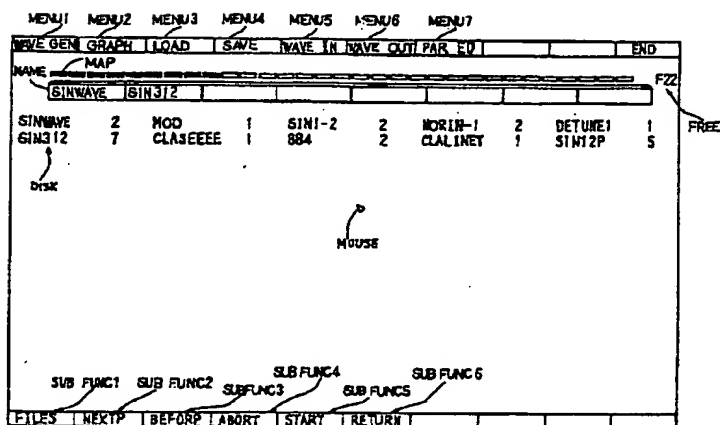 MENU1 MENU2 MENU3 MENU4 MENU5 MENU6 MENU7
WAVE GEN GRAPH LOAD SAVE WAVE IN WAVE OUT PAR ED END
MAP
NAME F22
SINWAVE SIN312
FREE
SINWAVE 2 MOD 1 SIN1-2 2 NORIN-1 2 DETUNE1 1
SIN312 7 CLASEEEE 1 884 2 CLALINET 1 SIN12P S
DISK
MOUSE
SUB FUNC1 SUB FUNC2 SUBFUNC3 SUB FUNC4 SUB FUNC5 SUB FUNC6
FILES NEXTP BEFORP ABORT START RETURN